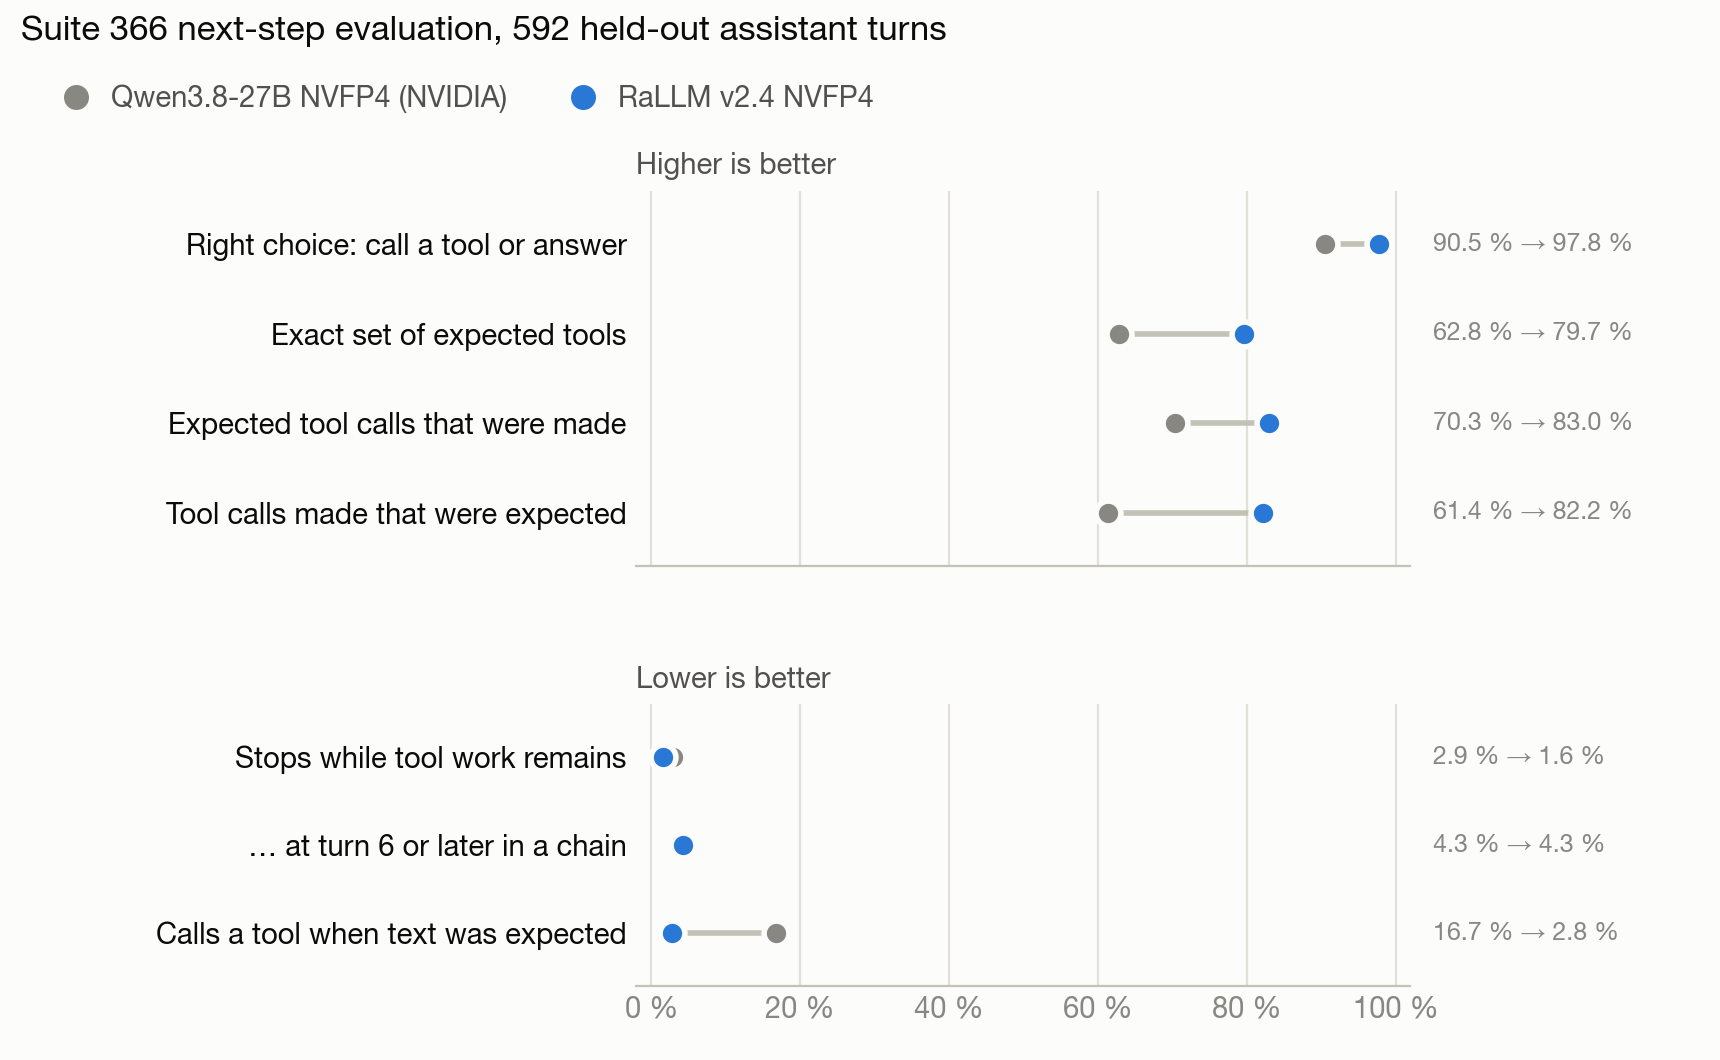 Suite 366 next-step evaluation, 592 held-out assistant turns
Qwen3.8-27B NVFP4 (NVIDIA)
RaLLM v2.4 NVFP4
Higher is better
Right choice: call a tool or answer
90.5 % → 97.8 %
Exact set of expected tools
62.8 % → 79.7 %
Expected tool calls that were made
70.3 % → 83.0 %
Tool calls made that were expected
61.4 % → 82.2 %
Lower is better
Stops while tool work remains
2.9 % → 1.6 %
… at turn 6 or later in a chain
4.3 % → 4.3 %
Calls a tool when text was expected
16.7 % → 2.8 %
0 % 20 % 40 % 60 % 80 % 100 %